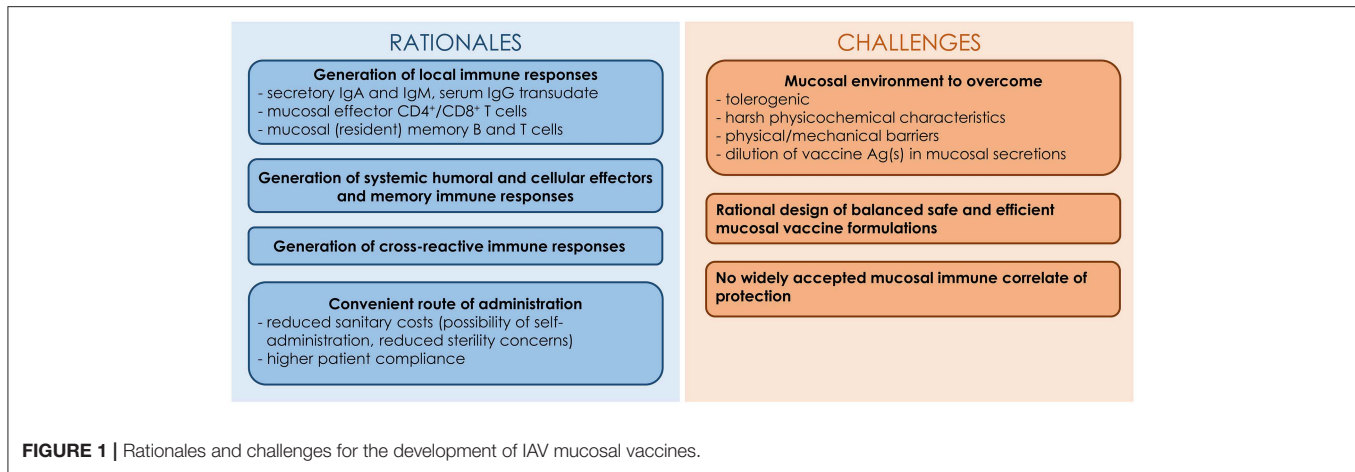 RATIONALES
Generation of local immune responses
- secretory IgA and IgM, serum IgG transudate
- mucosal effector CD4⁺/CD8⁺ T cells
- mucosal (resident) memory B and T cells
Generation of systemic humoral and cellular effectors
and memory immune responses
Generation of cross-reactive immune responses
Convenient route of administration
- reduced sanitary costs (possibility of self-
administration, reduced sterility concerns)
- higher patient compliance
CHALLENGES
Mucosal environment to overcome
- tolerogenic
- harsh physicochemical characteristics
- physical/mechanical barriers
- dilution of vaccine Ag(s) in mucosal secretions
Rational design of balanced safe and efficient
mucosal vaccine formulations
No widely accepted mucosal immune correlate of
protection
FIGURE 1 | Rationales and challenges for the development of IAV mucosal vaccines.